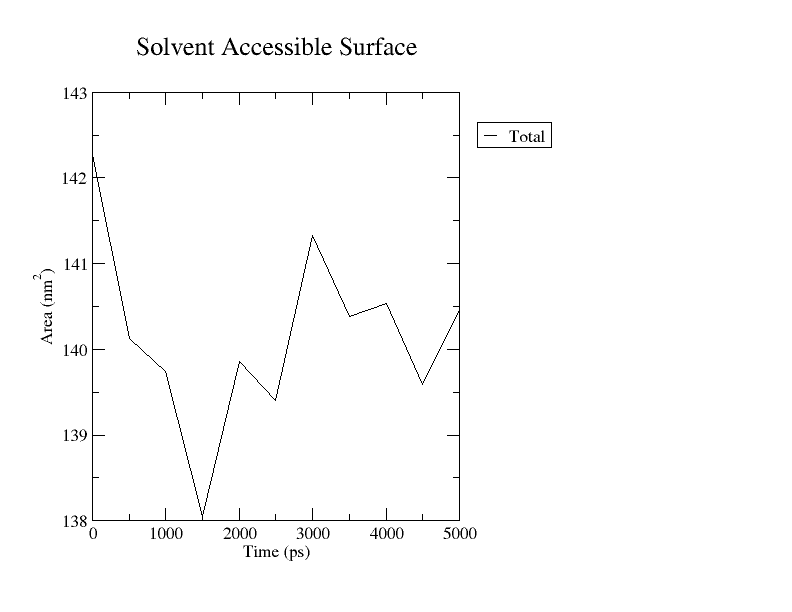 Solvent Accessible Surface
143
142
141
140
139
138
Area (nm²)
0 1000 2000 3000 4000 5000
Time (ps)
Total